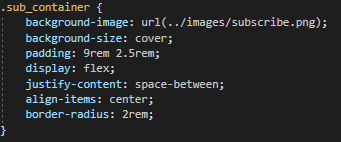 .sub_container {
    background-image: url(../images/subscribe.png);
    background-size: cover;
    padding: 9rem 2.5rem;
    display: flex;
    justify-content: space-between;
    align-items: center;
    border-radius: 2rem;
}